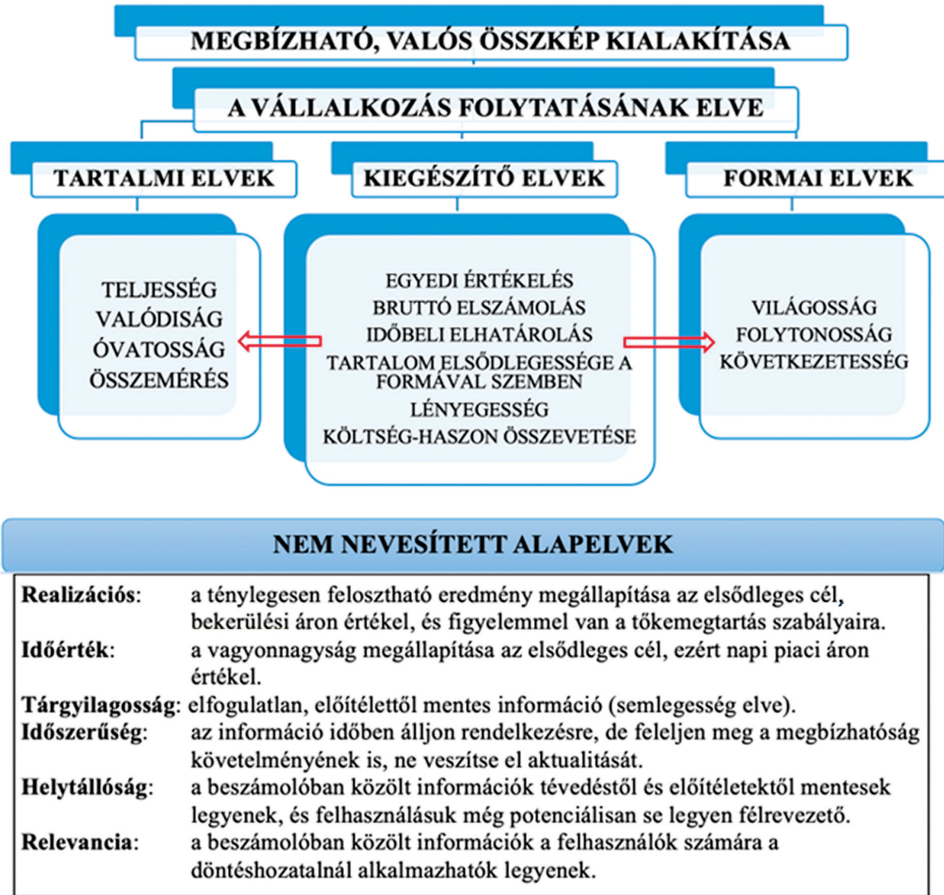 MEGBÍZHATÓ, VALÓS ÖSSZKÉP KIALAKÍTÁSA
A VÁLLALKOZÁS FOLYTATÁSÁNAK ELVE
TARTALMI ELVEK
TELJESSÉG
VALÓDISÁG
ÓVATOSSÁG
ÖSSZEMÉRÉS
KIEGÉSZÍTŐ ELVEK
EGYEDI ÉRTÉKELÉS
BRUTTÓ ELSZÁMOLÁS
IDŐBELI ELHATÁROLÁS
TARTALOM ELSŐDLEGESSÉGE A
FORMÁVAL SZEMBEN
LÉNYEGESSÉG
KÖLTSÉG-HASZON ÖSSZEVETÉSE
FORMAI ELVEK
VILÁGOSSÁG
FOLYTONOSSÁG
KÖVETKEZETESSÉG
NEM NEVESÍTETT ALAPELVEK
Realizációs: a ténylegesen felosztható eredmény megállapítása az elsődleges cél,
bekerülési áron értékel, és figyelemmel van a tőkemegtartás szabályaira.
Időérték: a vagyonnagyság megállapítása az elsődleges cél, ezért napi piaci áron
értékel.
Tárgyilagosság: elfogulatlan, előítélettől mentes információ (semlegesség elve).
Időszerűség: az információ időben álljon rendelkezésre, de feleljen meg a megbízhatóság
követelményének is, ne veszítse el aktualitását.
Helytállóság: a beszámolóban közölt információk tévedéstől és előítéletektől mentesek
legyenek, és felhasználásuk még potenciálisan se legyen félrevezető.
Relevancia: a beszámolóban közölt információk a felhasználók számára a
döntéshozatalnál alkalmazhatók legyenek.